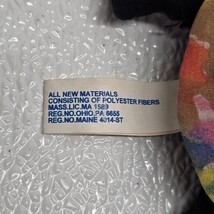 ALL NEW MATERIALS
CONSISTING OF POLYESTER FIBERS
MASS.LIC.MA 1583
REG.NO.OHIO.PA 6655
REG.NO.MAINE 4014-ST